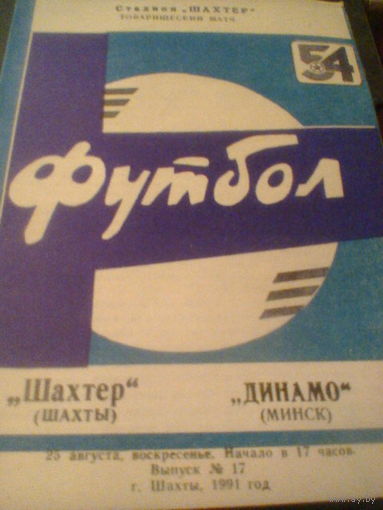 Стадион „ШАХТЕР"
ТОВАРИЩЕСКИЙ МАТЧ
54
футбол
„Шахтер" „ДИНАМО"
(ШАХТЫ) (МИНСК)
25 августа, воскресенье. Начало в 17 часов.
Выпуск № 17
г. Шахты, 1991 год